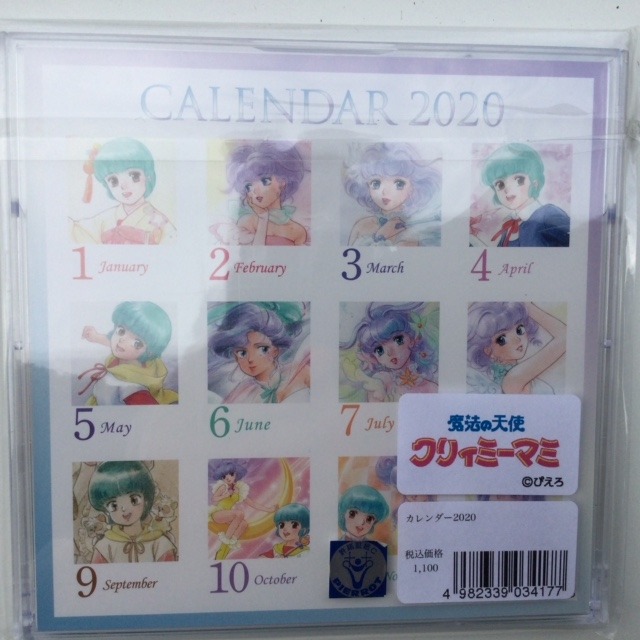 CALENDAR 2020
1 January
2 February
3 March
4 April
5 May
6 June
7 July
魔法の天使
クリィミーマミ
©ぴえろ
9 September
10 October
No
カレンダー2020
税込価格
1,100
4 982339 034177
PIERROT